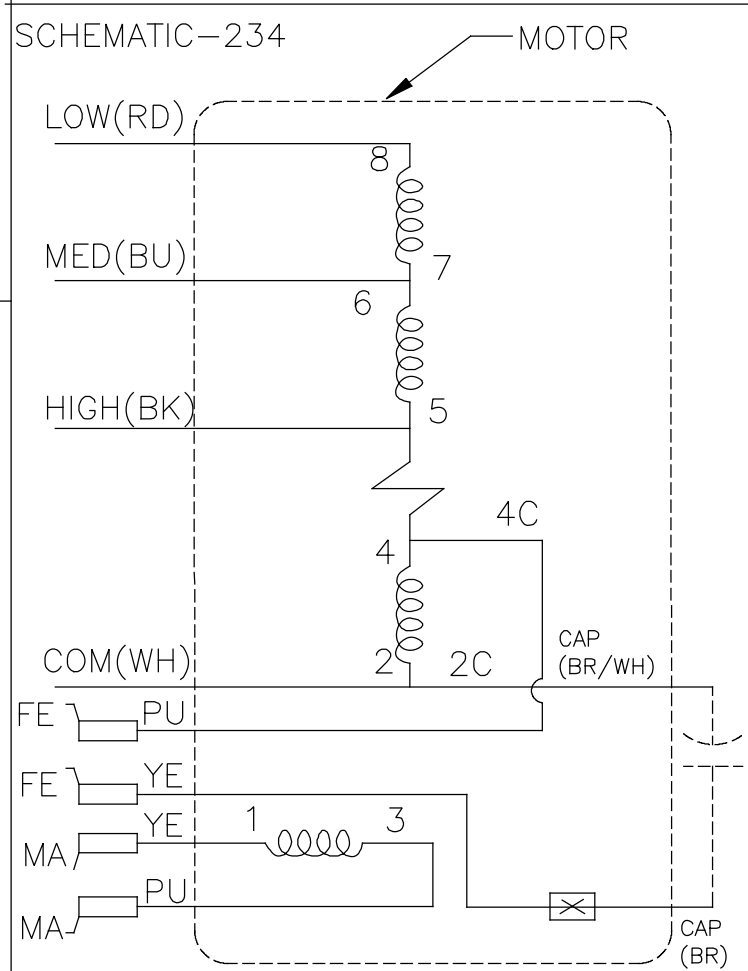 SCHEMATIC-234
MOTOR
LOW(RD)
8
MED(BU)
7
6
HIGH(BK)
5
4C
4
CAP
(BR/WH)
COM(WH)
2
2C
FE
PU
FE
YE
YE
1
3
MA
PU
MA
CAP
(BR)